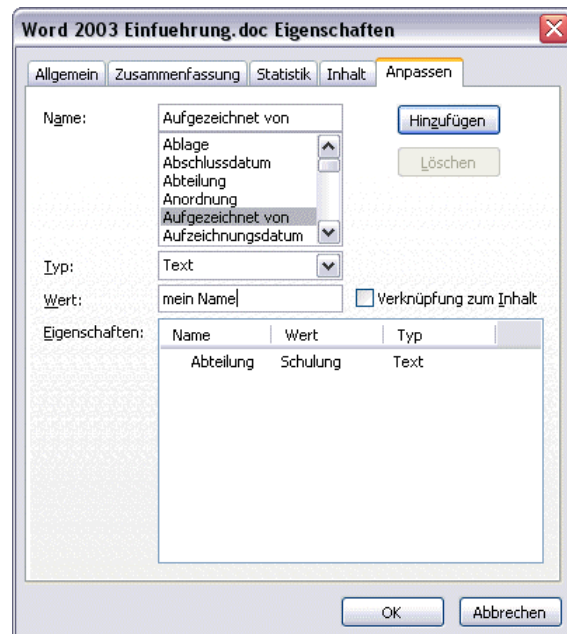 Word 2003 Einfuehrung.doc Eigenschaften
Allgemein Zusammenfassung Statistik Inhalt Anpassen
Name: Aufgezeichnet von Hinzufügen
Ablage
Abschlussdatum
Abteilung
Anordnung
Aufgezeichnet von
Aufzeichnungsdatum
Löschen
Typ: Text
Wert: mein Name Verknüpfung zum Inhalt
Eigenschaften: Name Wert Typ
Abteilung Schulung Text
OK Abbrechen